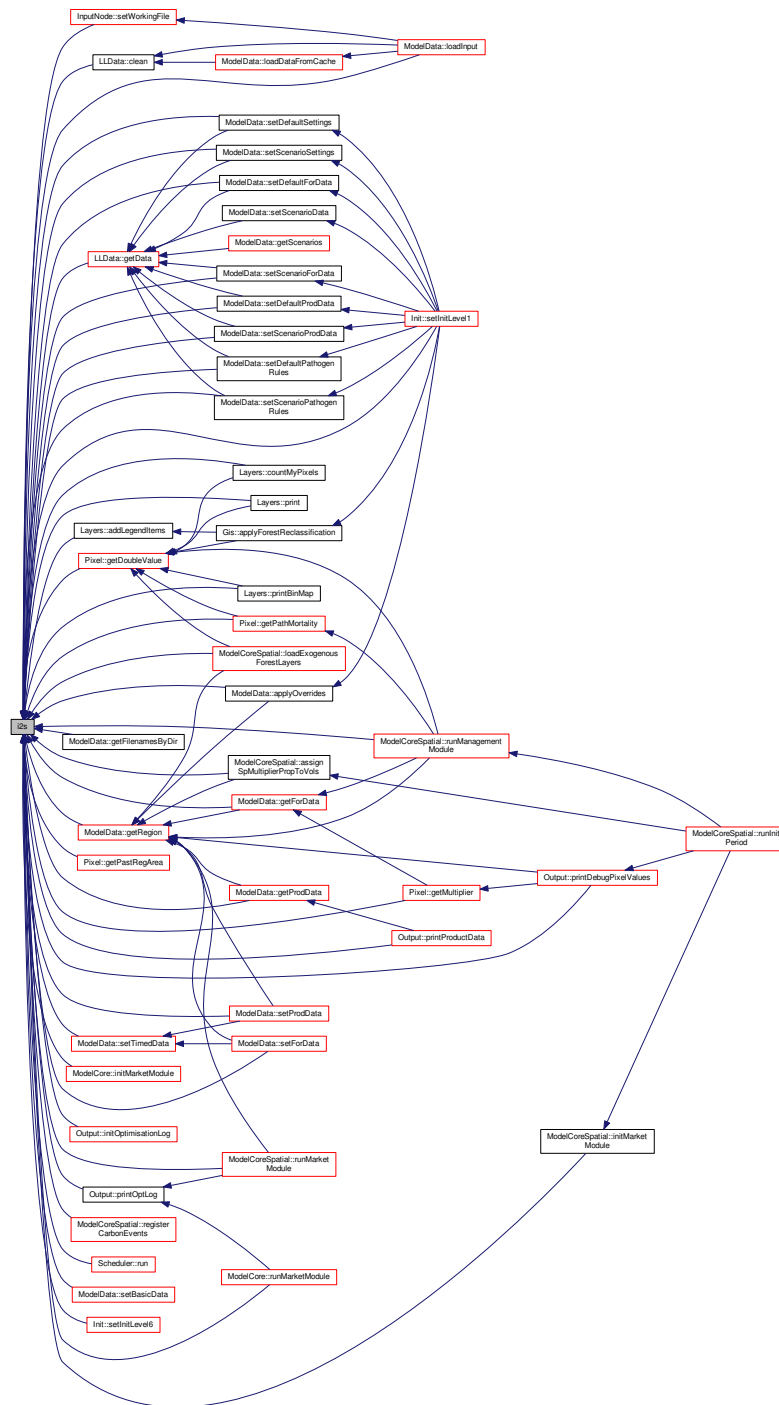 InputNode::setWorkingFile
ModelData::loadInput
LLData::clean
ModelData::loadDataFromCache
ModelData::setDefaultSettings
ModelData::setScenarioSettings
ModelData::setDefaultForData
ModelData::setScenarioData
ModelData::getScenarios
LLData::getData
ModelData::setScenarioForData
ModelData::setDefaultProdData
Init::setInitLevel1
ModelData::setScenarioProdData
ModelData::setDefaultPathogen
Rules
ModelData::setScenarioPathogen
Rules
Layers::countMyPixels
Layers::print
Layers::addLegendItems
Gis::applyForestReclassification
Pixel::getDoubleValue
Layers::printBinMap
Pixel::getPathMortality
ModelCoreSpatial::loadExogenous
ForestLayers
ModelData::applyOverrides
i2s
ModelData::getFilenamesByDir
ModelCoreSpatial::runManagement
Module
ModelCoreSpatial::assign
SpMultiplierPropToVols
ModelData::getForData
ModelData::getRegion
ModelCoreSpatial::runInit
Period
Pixel::getPastRegArea
Output::printDebugPixelValues
ModelData::getProdData
Pixel::getMultiplier
Output::printProductData
ModelData::setProdData
ModelData::setTimedData
ModelData::setForData
ModelCore::initMarketModule
Output::initOptimisationLog
ModelCoreSpatial::initMarket
Module
ModelCoreSpatial::runMarket
Module
Output::printOptLog
ModelCoreSpatial::register
CarbonEvents
Scheduler::run
ModelCore::runMarketModule
ModelData::setBasicData
Init::setInitLevel6